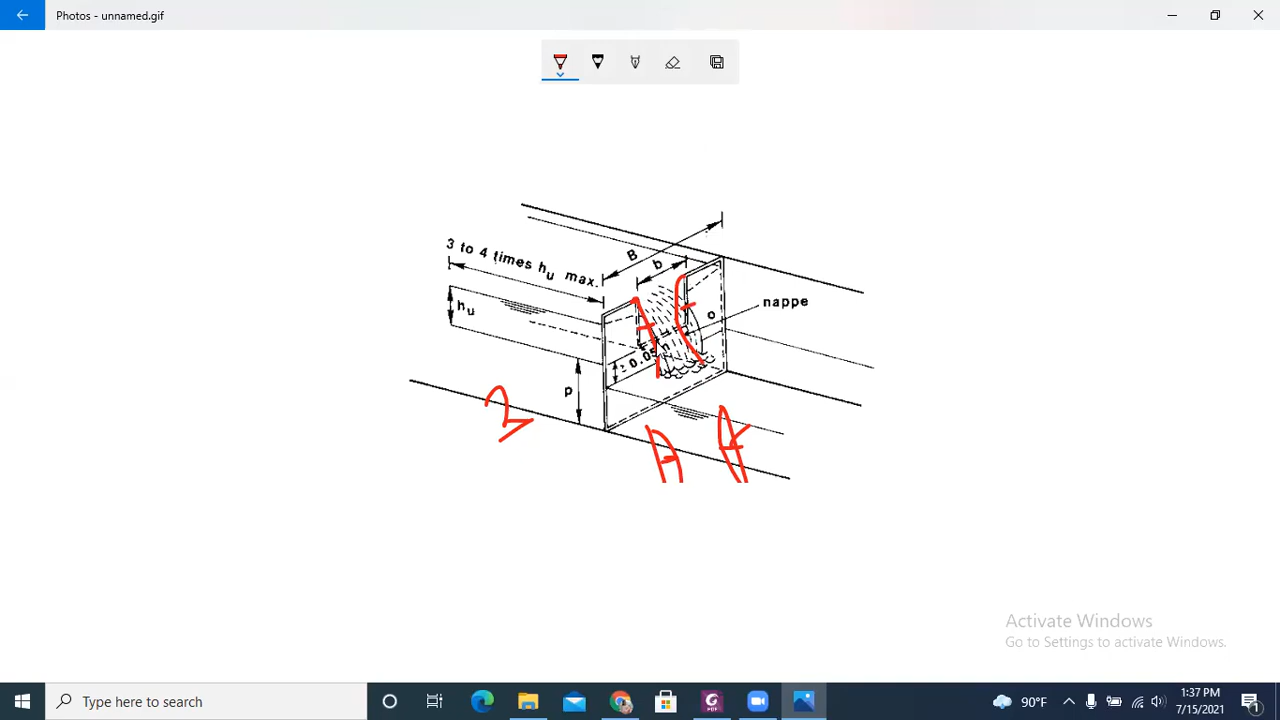 Photos - unnamed.gif
B
3 to 4 times hu max.
b
hu
nappe
p
Activate Windows
Go to Settings to activate Windows.
Type here to search
90°F
1:37 PM
7/15/2021